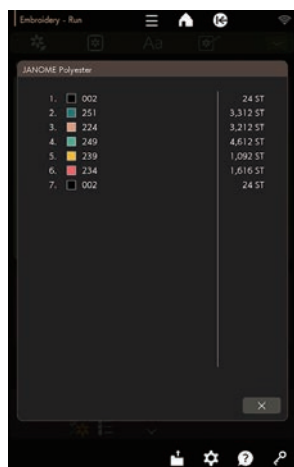 Embroidery - Run
Aa
JANOME Polyester
1. 002 24 ST
2. 251 3,312 ST
3. 224 3,212 ST
4. 249 4,612 ST
5. 239 1,092 ST
6. 234 1,616 ST
7. 002 24 ST